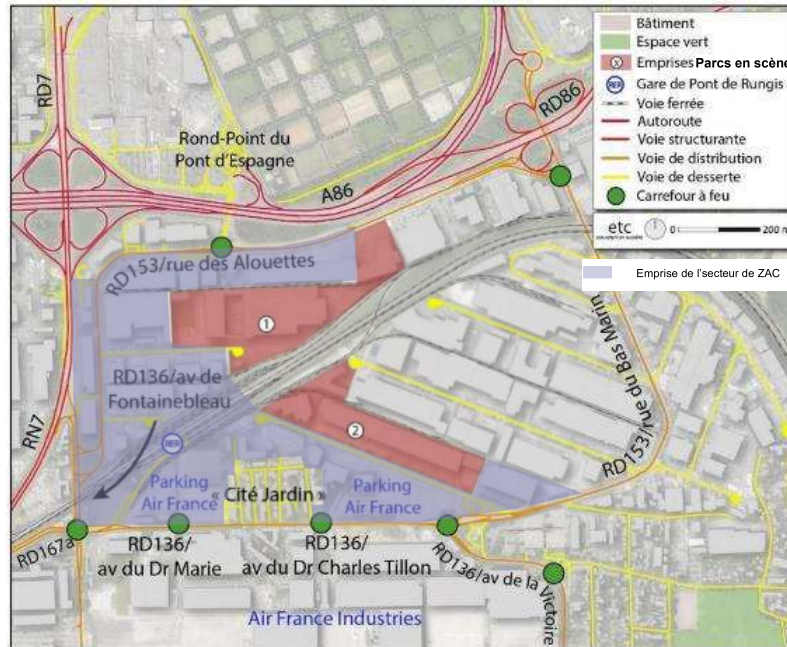 Bâtiment
Espace vert
X Emprises Parcs en scène
RER Gare de Pont de Rungis
Voie ferrée
Autoroute
Voie structurante
Voie de distribution
Voie de desserte
Carrefour à feu
etc
0 200 m
Emprise de l'secteur de ZAC
RD7
RD86
Rond-Point du
Pont d'Espagne
A86
RD153/rue des Alouettes
1
RD136/av de
Fontainebleau
RN7
RER
2
RD153/rue du Bas Marin
Parking
Air France
« Cité Jardin »
Parking
Air France
RD167a
RD136/
av du Dr Marie
RD136/
av du Dr Charles Tillon
RD136/av de la Victoire
Air France Industries